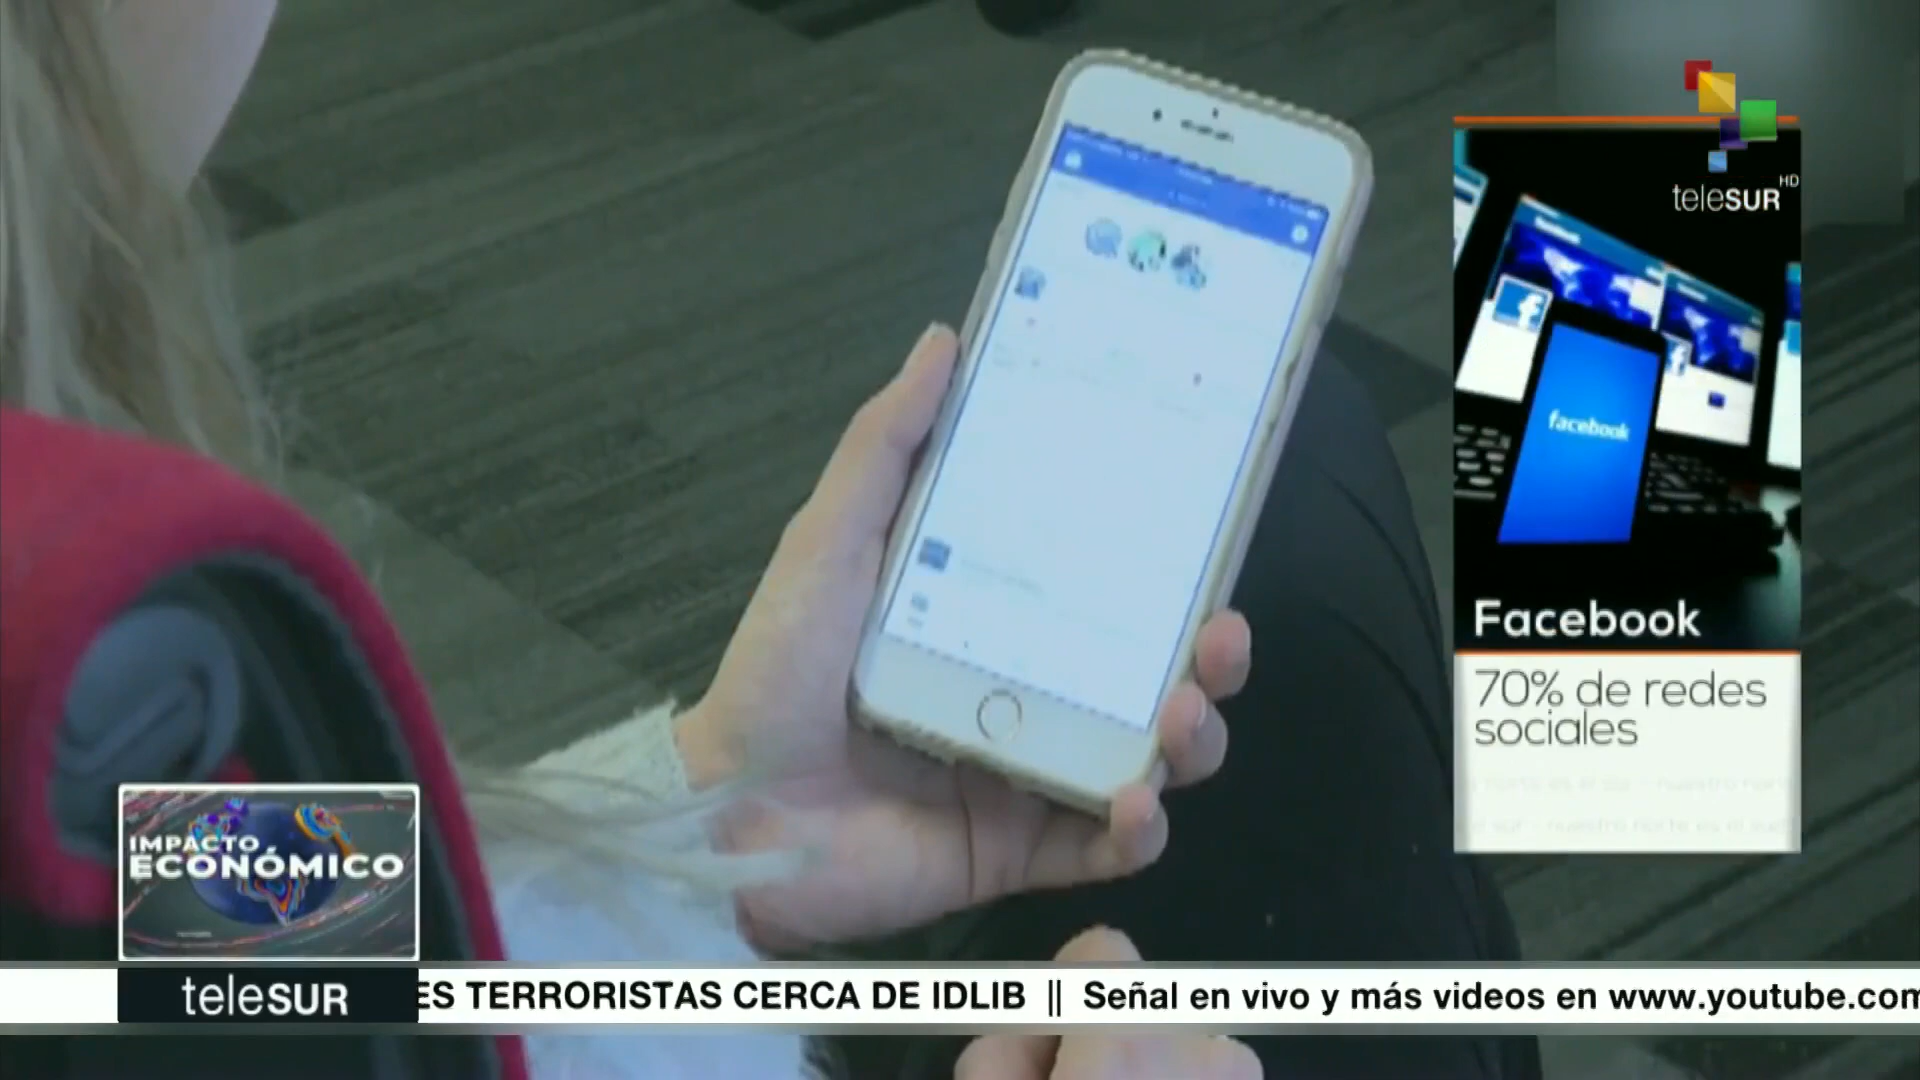 teleSUR HD
facebook
Facebook
70% de redes
sociales
IMPACTO
ECONÓMICO
teleSUR
ES TERRORISTAS CERCA DE IDLIB || Señal en vivo y más videos en www.youtube.com